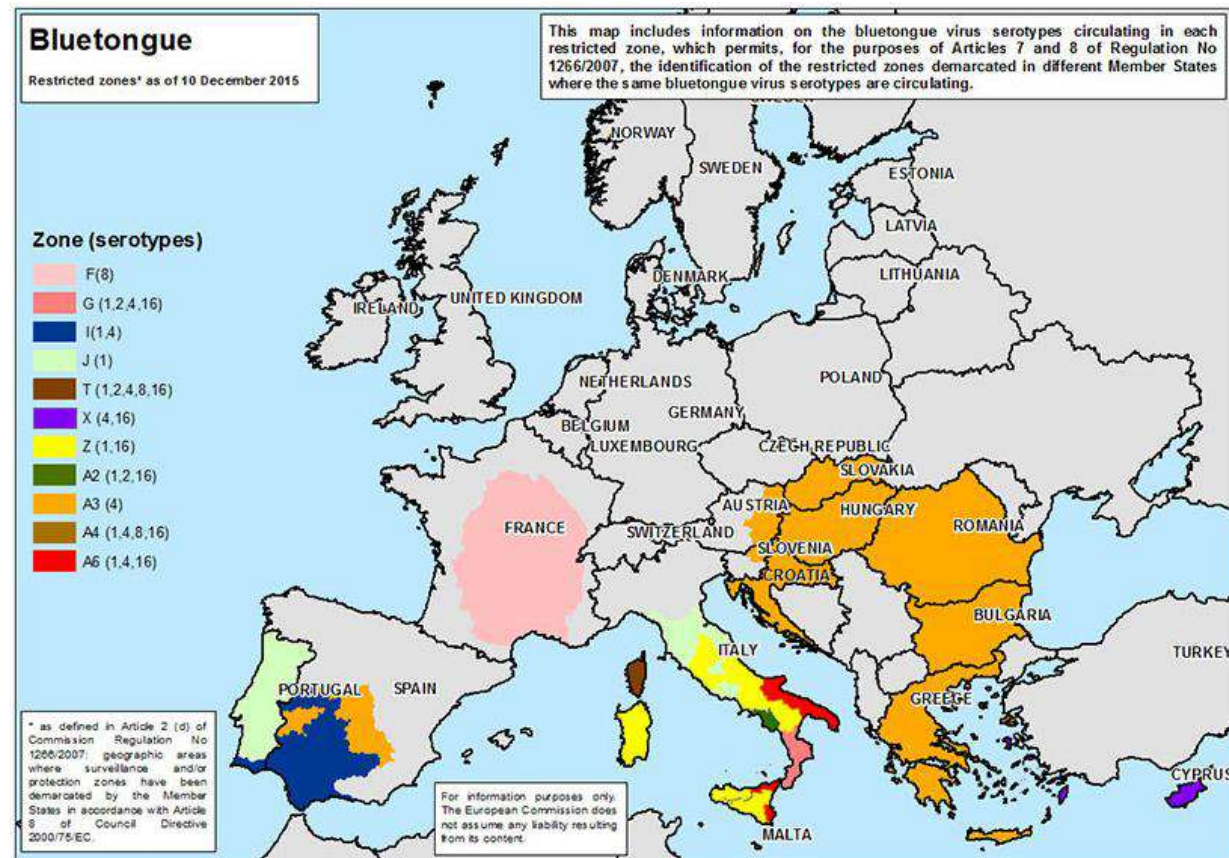 Bluetongue
Restricted zones* as of 10 December 2015
This map includes information on the bluetongue virus serotypes circulating in each
restricted zone, which permits, for the purposes of Articles 7 and 8 of Regulation No
1266/2007, the identification of the restricted zones demarcated in different Member States
where the same bluetongue virus serotypes are circulating.
NORWAY
SWEDEN
ESTONIA
LATVIA
LITHUANIA
DENMARK
UNITED KINGDOM
IRELAND
Zone (serotypes)
F(8)
G (1,2,4,16)
I(1,4)
J (1)
T (1,2,4,8,16)
X (4,16)
Z (1,16)
A2 (1,2,16)
A3 (4)
A4 (1,4,8,16)
A6 (1,4,16)
NETHERLANDS
POLAND
GERMANY
BELGIUM
LUXEMBOURG
CZECH REPUBLIC
SLOVAKIA
AUSTRIA
HUNGARY
FRANCE
SWITZERLAND
ROMANIA
SLOVENIA
CROATIA
BULGARIA
ITALY
TURKEY
PORTUGAL
SPAIN
GREECE
CYPRUS
MALTA
* as defined in Article 2 (d) of
Commission Regulation No
1266/2007: geographic areas
where surveillance and/or
protection zones have been
demarcated by the Member
States in accordance with Article
8 of Council Directive
2000/75/EC.
For information purposes only.
The European Commission does
not assume any liability resulting
from its content.